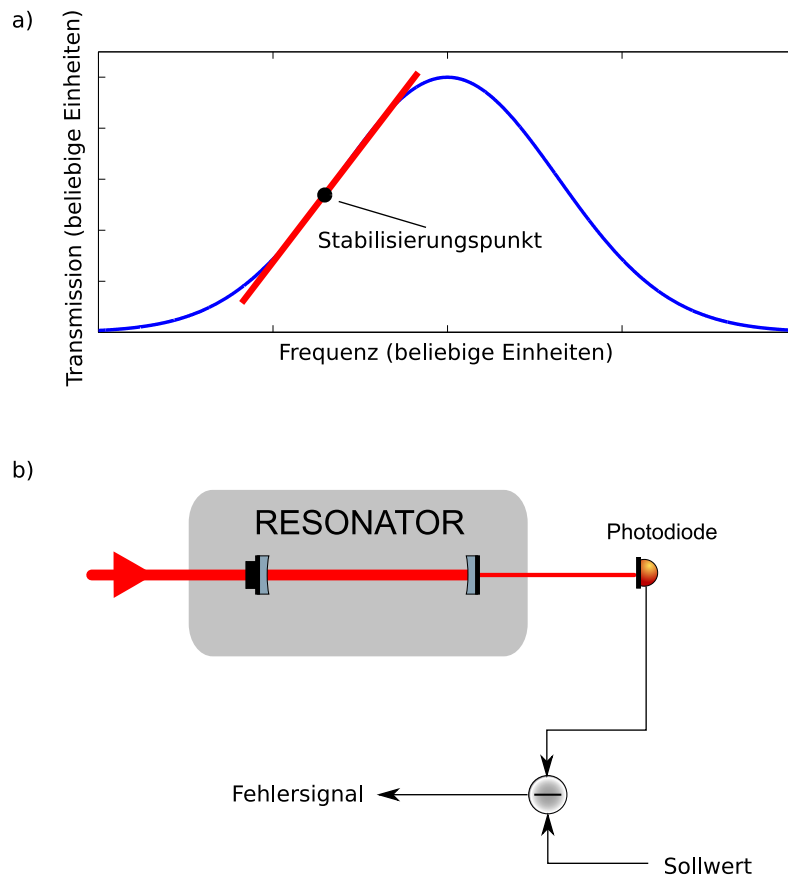 a)
Transmission (beliebige Einheiten)
Stabilisierungspunkt
Frequenz (beliebige Einheiten)
b)
RESONATOR
Photodiode
Fehlersignal
Sollwert